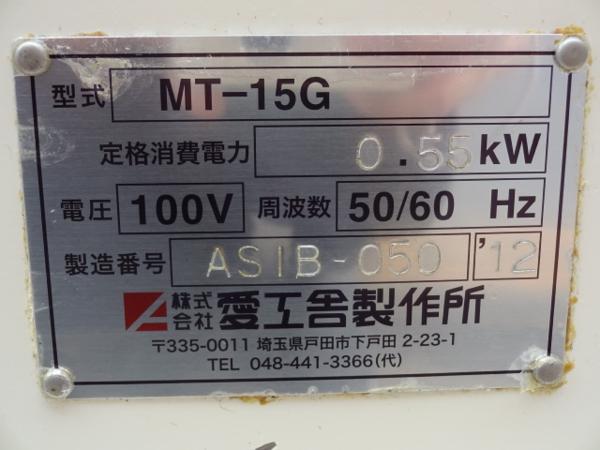 型式 MT-15G
定格消費電力 0.55kW
電圧 100V 周波数 50/60 Hz
製造番号 ASIB-050 '12
株式会社 愛工舎製作所
〒335-0011 埼玉県戸田市下戸田 2-23-1
TEL 048-441-3366(代)